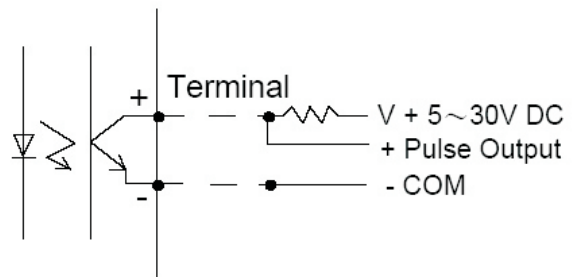 Terminal
+
V + 5～30V DC
+ Pulse Output
-
- COM